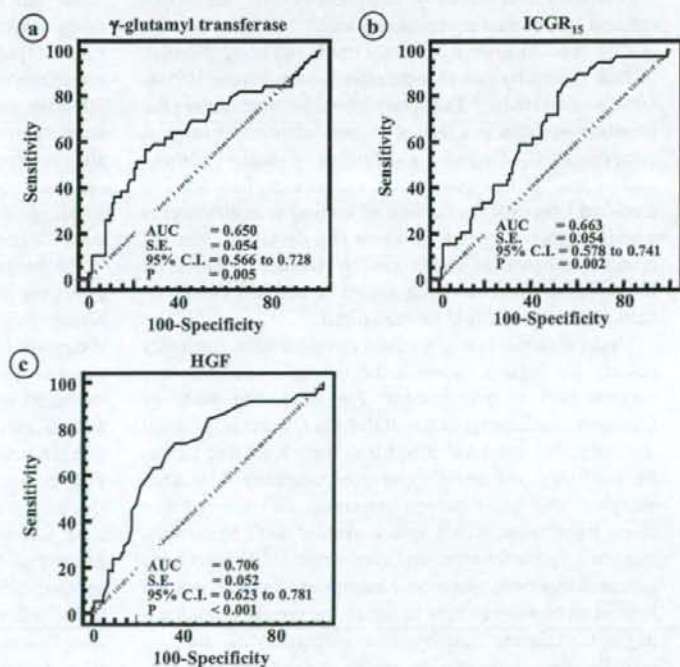 a γ-glutamyl transferase
100
80
60
40
20
0
Sensitivity
AUC = 0.650
S.E. = 0.054
95% C.I. = 0.566 to 0.728
P = 0.005
0 40 80
100-Specificity
b ICGR15
100
80
60
40
20
0
Sensitivity
AUC = 0.663
S.E. = 0.054
95% C.I. = 0.578 to 0.741
P = 0.002
0 40 80
100-Specificity
c HGF
100
80
60
40
20
0
Sensitivity
AUC = 0.706
S.E. = 0.052
95% C.I. = 0.623 to 0.781
P < 0.001
0 40 80
100-Specificity